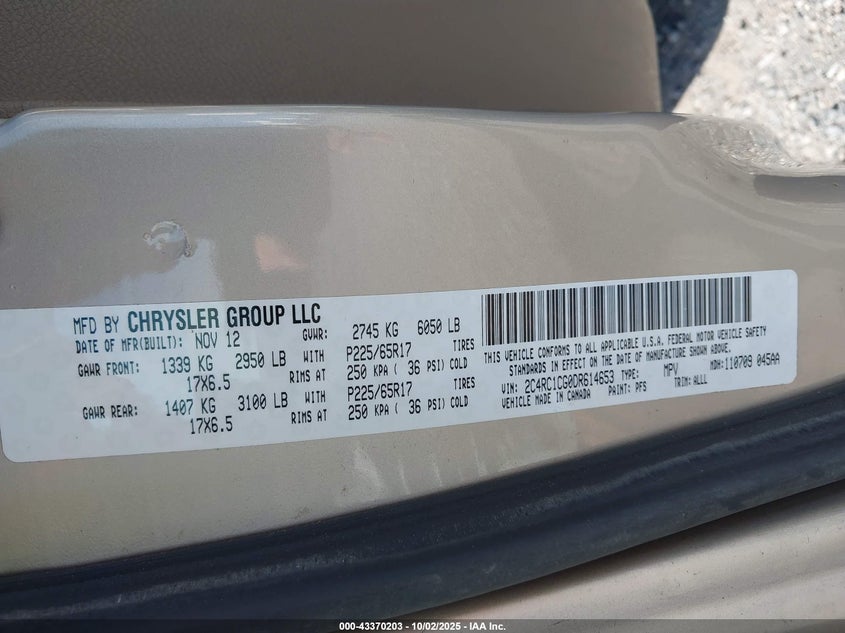 MFD BY CHRYSLER GROUP LLC
DATE OF MFR(BUILT): NOV 12 GVWR: 2745 KG 6050 LB
GAWR FRONT: 1339 KG 2950 LB WITH P225/65R17 TIRES
17X6.5 RIMS AT 250 KPA ( 36 PSI) COLD
GAWR REAR: 1407 KG 3100 LB WITH P225/65R17 TIRES
17X6.5 RIMS AT 250 KPA ( 36 PSI) COLD
THIS VEHICLE CONFORMS TO ALL APPLICABLE U.S.A. FEDERAL MOTOR VEHICLE SAFETY
STANDARDS IN EFFECT ON THE DATE OF MANUFACTURE SHOWN ABOVE.
VIN: 2C4RC1CG0DR614653 TYPE: MPV MDH:110709 045AA
VEHICLE MADE IN CANADA PAINT: PFS TRIM: ALLL
000-43370203 - 10/02/2025 - IAA Inc.